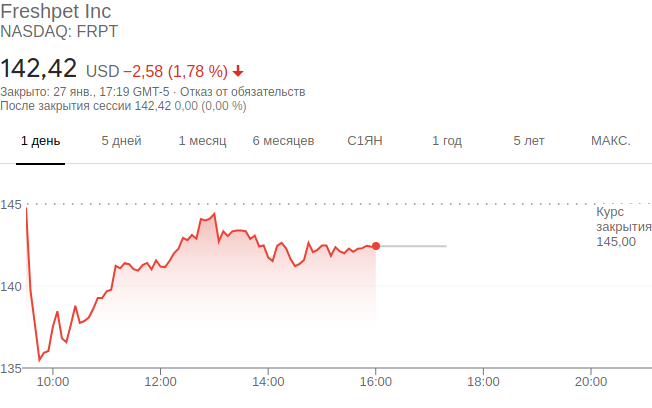 Freshpet Inc
NASDAQ: FRPT
142,42 USD −2,58 (1,78 %)
Закрыто: 27 янв., 17:19 GMT-5 · Отказ от обязательств
После закрытия сессии 142,42 0,00 (0,00 %)
1 день 5 дней 1 месяц 6 месяцев С1ЯН 1 год 5 лет МАКС.
145
Курс
закрытия
145,00
140
135
10:00 12:00 14:00 16:00 18:00 20:00